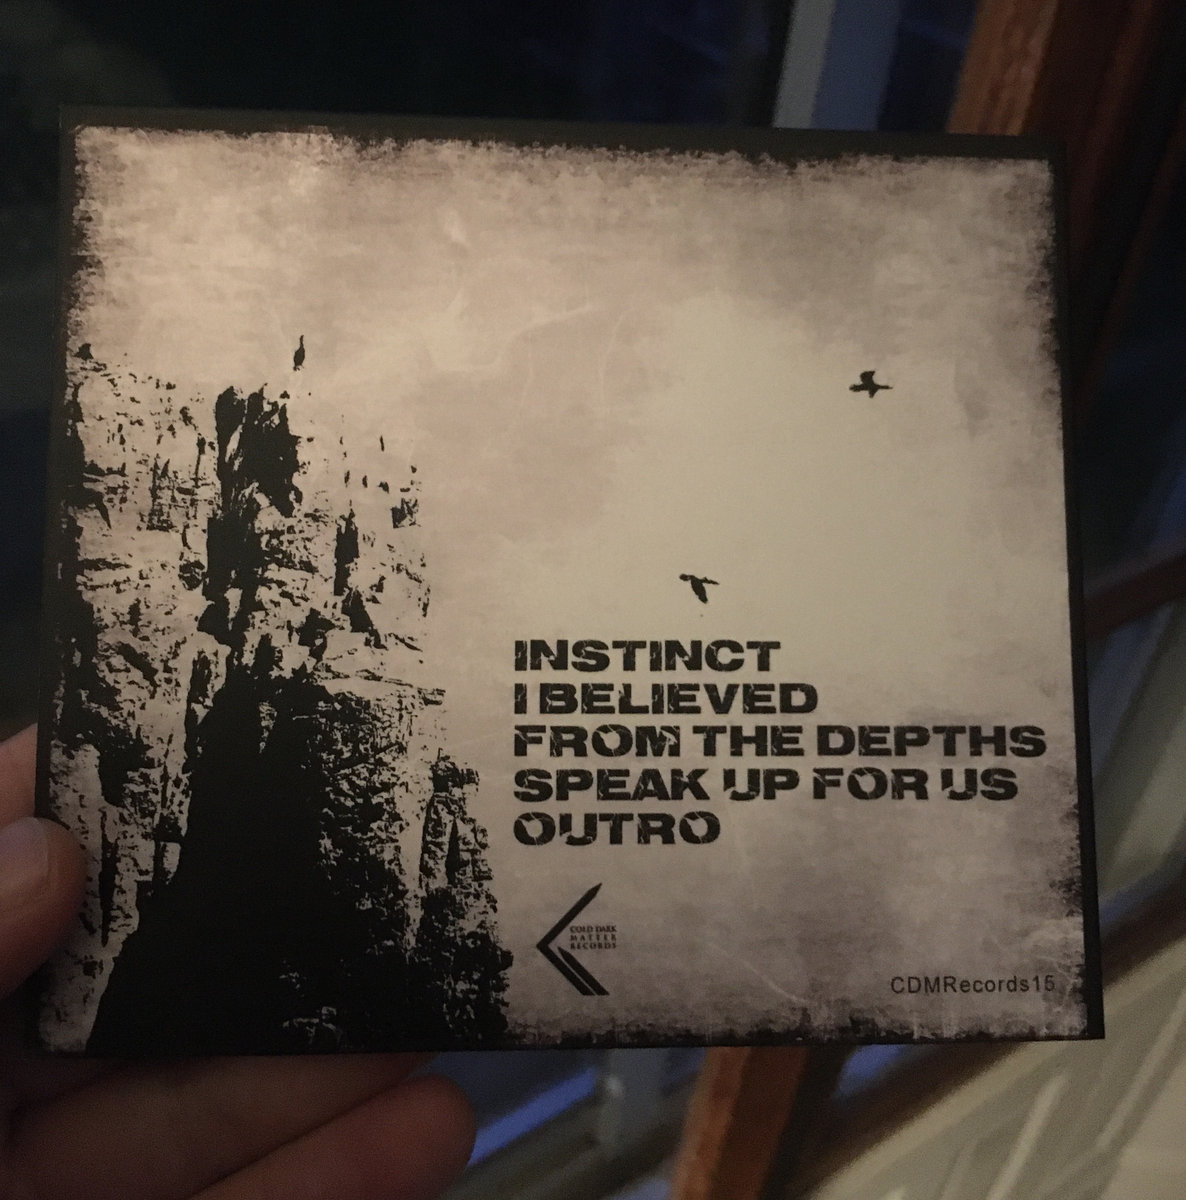 INSTINCT
I BELIEVED
FROM THE DEPTHS
SPEAK UP FOR US
OUTRO
COLD DARK
MATTER
RECORDS
CDMRecords15